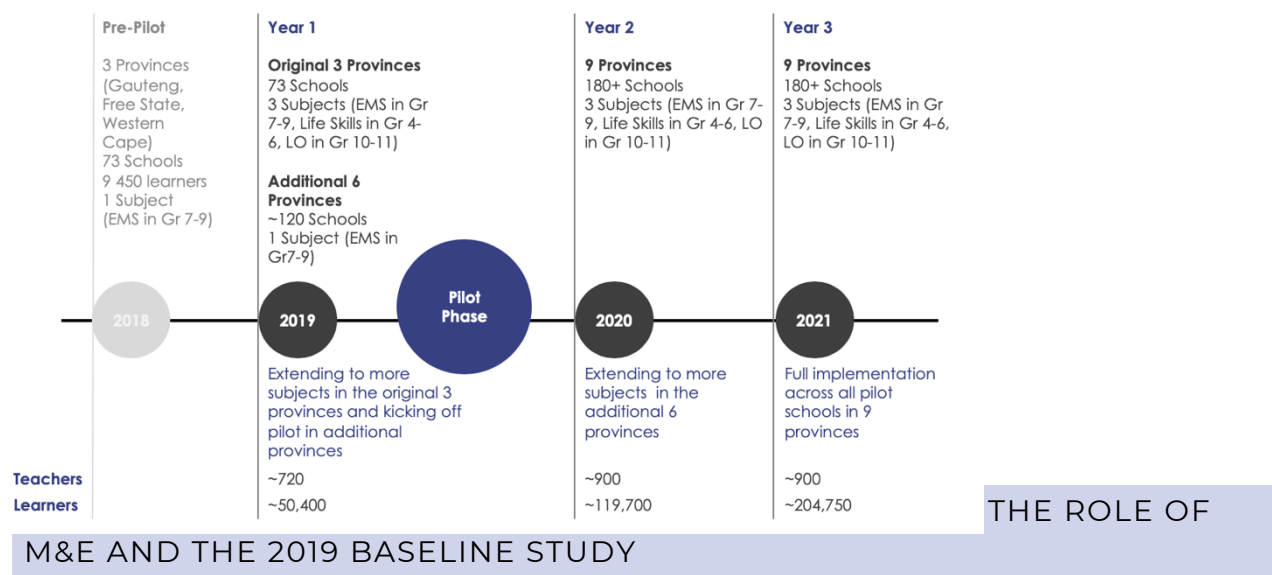 Pre-Pilot
3 Provinces
(Gauteng,
Free State,
Western
Cape)
73 Schools
9 450 learners
1 Subject
(EMS in Gr 7-9)
Year 1
Original 3 Provinces
73 Schools
3 Subjects (EMS in Gr
7-9, Life Skills in Gr 4-
6, LO in Gr 10-11)
Additional 6
Provinces
~120 Schools
1 Subject (EMS in
Gr7-9)
Year 2
9 Provinces
180+ Schools
3 Subjects (EMS in Gr 7-
9, Life Skills in Gr 4-6, LO
in Gr 10-11)
Year 3
9 Provinces
180+ Schools
3 Subjects (EMS in Gr
7-9, Life Skills in Gr 4-6,
LO in Gr 10-11)
2018
2019
Pilot
Phase
2020
2021
Extending to more
subjects in the original 3
provinces and kicking off
pilot in additional
provinces
Extending to more
subjects in the
additional 6
provinces
Full implementation
across all pilot
schools in 9
provinces
Teachers ~720 ~900 ~900
Learners ~50,400 ~119,700 ~204,750
THE ROLE OF
M&E AND THE 2019 BASELINE STUDY